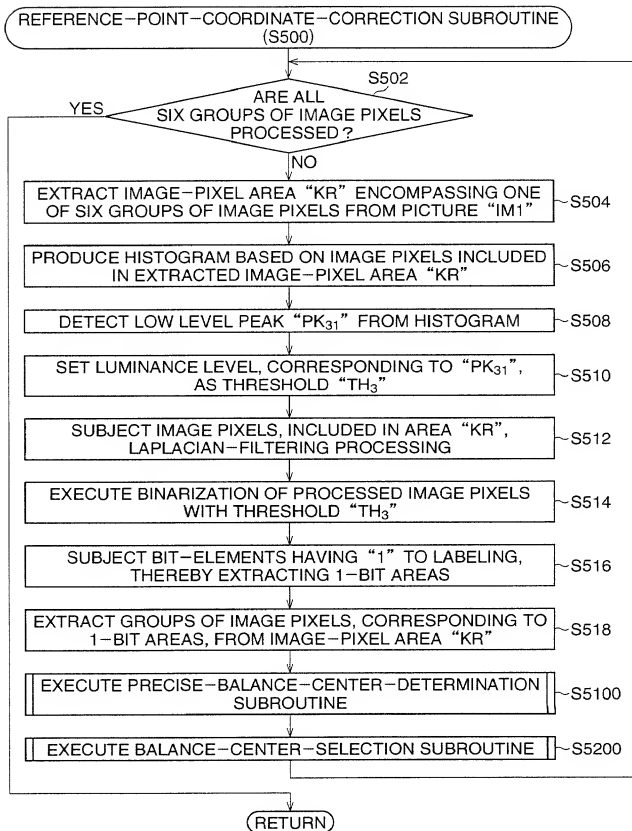 REFERENCE-POINT-COORDINATE-CORRECTION SUBROUTINE
(S500)
S502
ARE ALL
SIX GROUPS OF IMAGE PIXELS
PROCESSED?
YES
NO
EXTRACT IMAGE-PIXEL AREA "KR" ENCOMPASSING ONE
OF SIX GROUPS OF IMAGE PIXELS FROM PICTURE "IM1"
S504
PRODUCE HISTOGRAM BASED ON IMAGE PIXELS INCLUDED
IN EXTRACTED IMAGE-PIXEL AREA "KR"
S506
DETECT LOW LEVEL PEAK "PK31" FROM HISTOGRAM
S508
SET LUMINANCE LEVEL, CORRESPONDING TO "PK31",
AS THRESHOLD "TH3"
S510
SUBJECT IMAGE PIXELS, INCLUDED IN AREA "KR",
LAPLACIAN-FILTERING PROCESSING
S512
EXECUTE BINARIZATION OF PROCESSED IMAGE PIXELS
WITH THRESHOLD "TH3"
S514
SUBJECT BIT-ELEMENTS HAVING "1" TO LABELING,
THEREBY EXTRACTING 1-BIT AREAS
S516
EXTRACT GROUPS OF IMAGE PIXELS, CORRESPONDING TO
1-BIT AREAS, FROM IMAGE-PIXEL AREA "KR"
S518
EXECUTE PRECISE-BALANCE-CENTER-DETERMINATION
SUBROUTINE
S5100
EXECUTE BALANCE-CENTER-SELECTION SUBROUTINE
S5200
RETURN